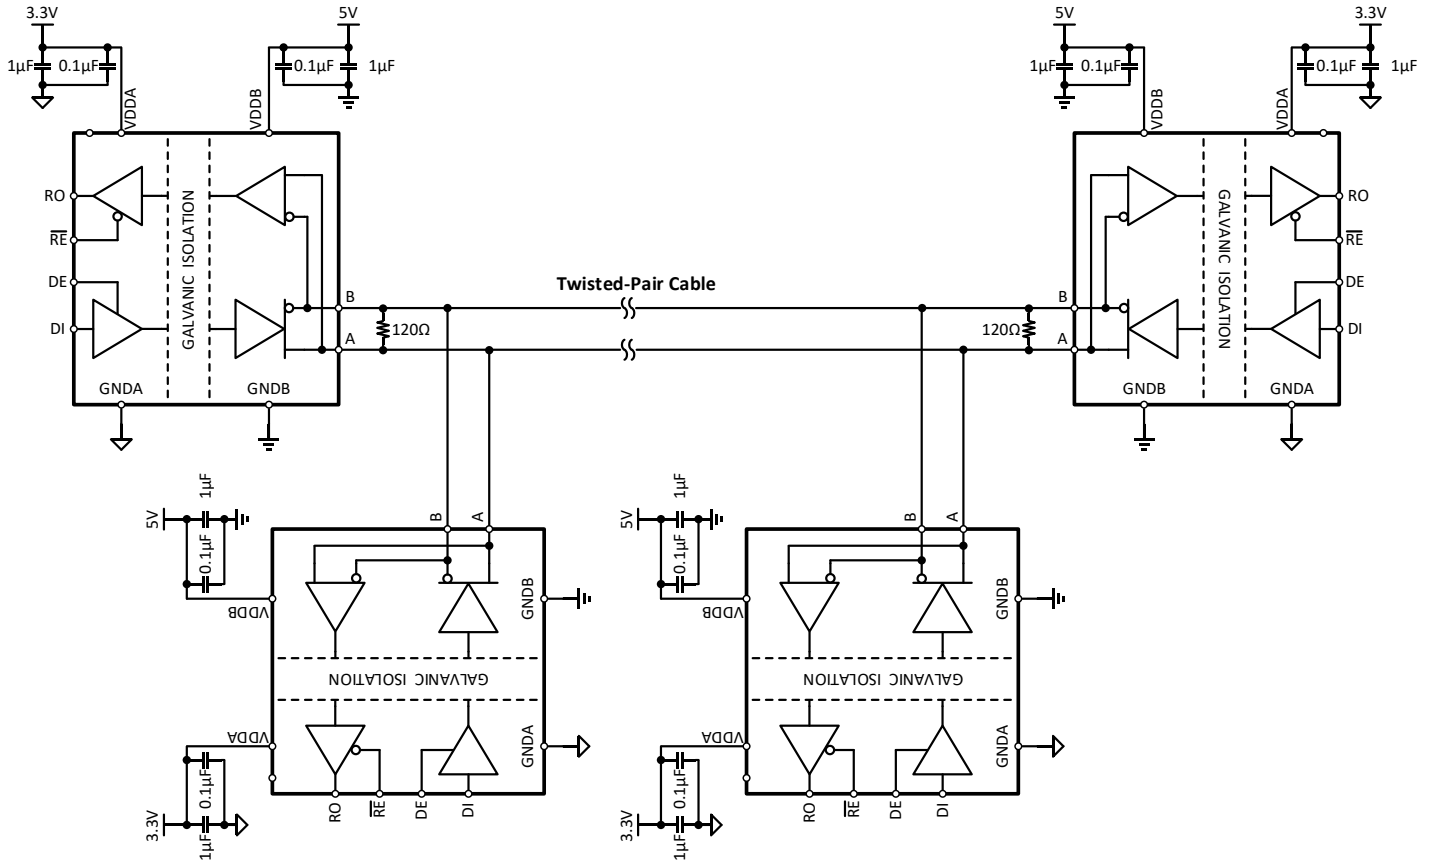 3.3V
5V
5V
3.3V
1µF
0.1µF
0.1µF
1µF
1µF
0.1µF
0.1µF
1µF
VDDA
VDDB
VDDB
VDDA
RO
RE
DE
DI
GALVANIC ISOLATION
B
A
GNDA
GNDB
120Ω
Twisted-Pair Cable
120Ω
B
A
GALVANIC ISOLATION
RO
RE
DE
DI
GNDB
GNDA
5V
1µF
0.1µF
VDDB
B
A
GNDB
GALVANIC ISOLATION
VDDA
GNDA
3.3V
0.1µF
1µF
RO
RE
DE
DI
5V
1µF
0.1µF
VDDB
B
A
GNDB
GALVANIC ISOLATION
VDDA
GNDA
3.3V
0.1µF
1µF
RO
RE
DE
DI